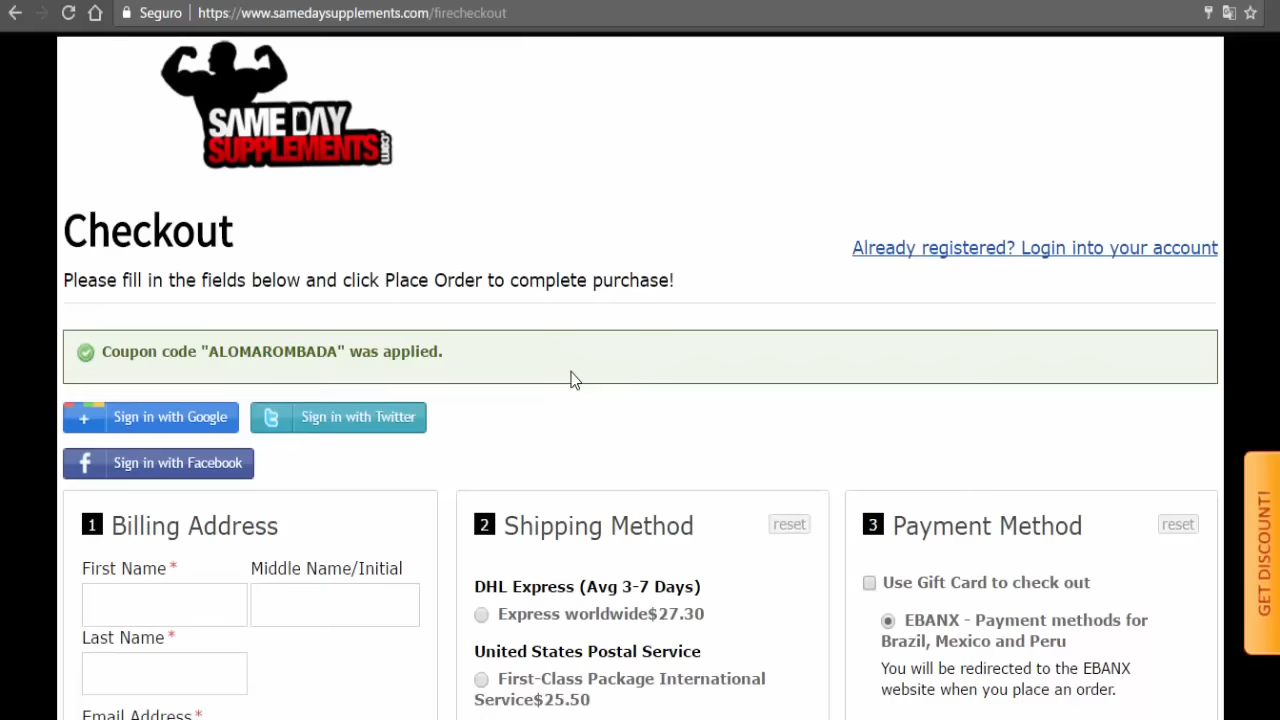 Seguro
https://www.samedaysupplements.com/firecheckout
SAME DAY
SUPPLEMENTS.com
Checkout
Already registered? Login into your account
Please fill in the fields below and click Place Order to complete purchase!
Coupon code "ALOMAROMBADA" was applied.
Sign in with Google
Sign in with Twitter
Sign in with Facebook
1 Billing Address
First Name*
Middle Name/Initial
Last Name*
Email Address*
2 Shipping Method
reset
DHL Express (Avg 3-7 Days)
Express worldwide$27.30
United States Postal Service
First-Class Package International
Service$25.50
3 Payment Method
reset
Use Gift Card to check out
EBANX - Payment methods for
Brazil, Mexico and Peru
You will be redirected to the EBANX
website when you place an order.
GET DISCOUNT!